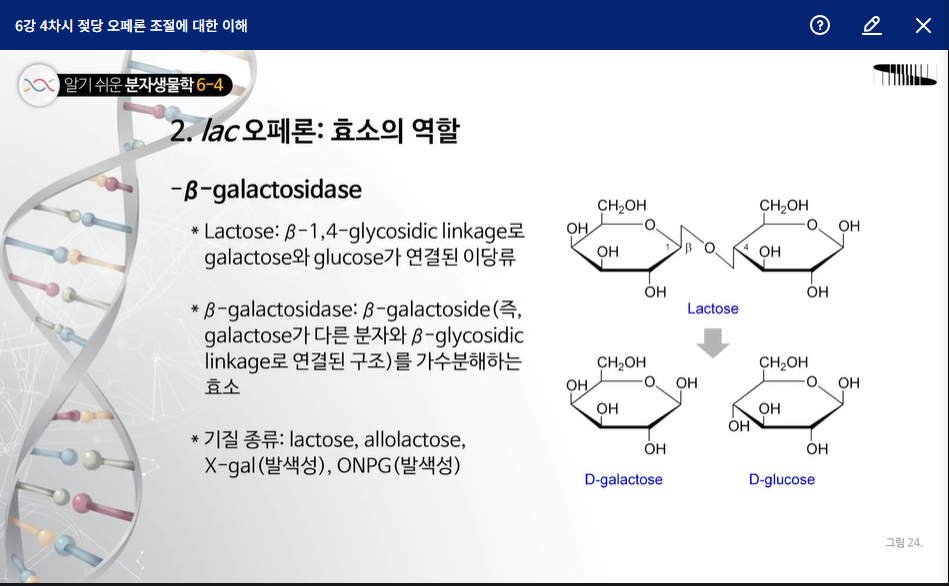 6강 4차시 젖당 오페론 조절에 대한 이해
알기 쉬운 분자생물학 6-4
2. lac 오페론: 효소의 역할
-β-galactosidase
* Lactose: β-1,4-glycosidic linkage로
galactose와 glucose가 연결된 이당류
* β-galactosidase: β-galactoside(즉,
galactose가 다른 분자와 β-glycosidic
linkage로 연결된 구조)를 가수분해하는
효소
* 기질 종류: lactose, allolactose,
X-gal(발색성), ONPG(발색성)
CH₂OH CH₂OH
OH O O OH
OH 1 β O 4 OH
OH OH
Lactose
CH₂OH CH₂OH
OH O OH O OH
OH OH OH
OH OH
D-galactose D-glucose
그림 24.